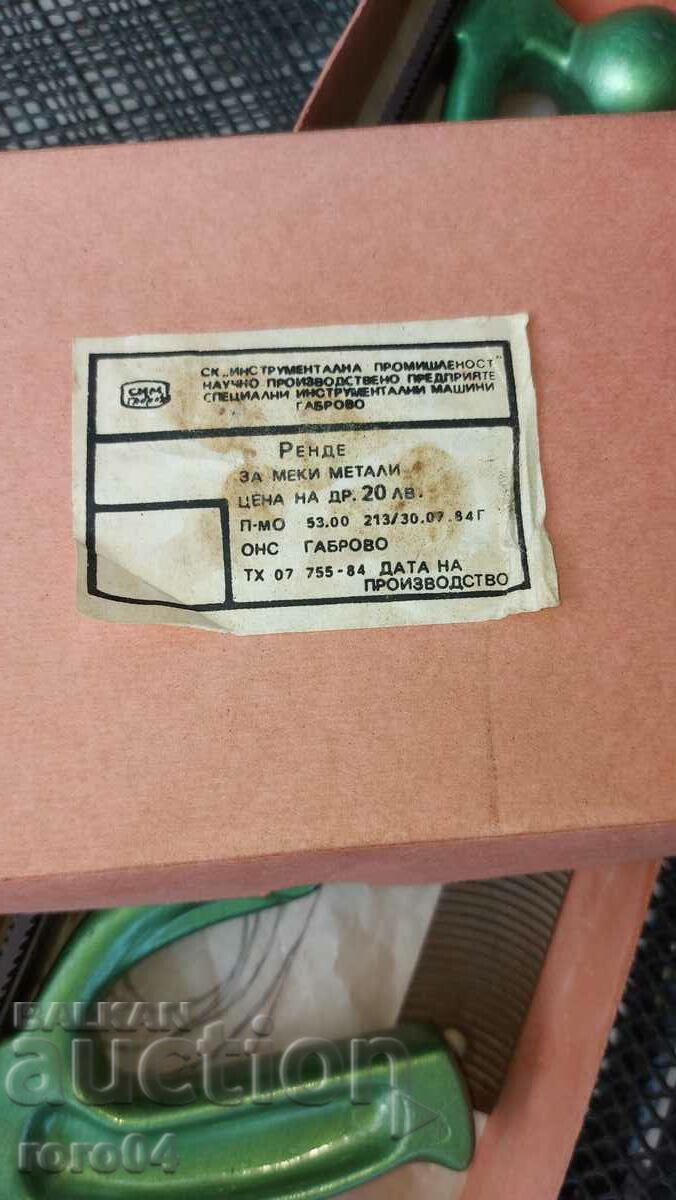 СК „ИНСТРУМЕНТАЛНА ПРОМИШЛЕНОСТ"
НАУЧНО ПРОИЗВОДСТВЕНО ПРЕДПРИЯТЕ
СПЕЦИАЛНИ ИНСТРУМЕНТАЛНИ МАШИНИ
ГАБРОВО
РЕНДЕ
ЗА МЕКИ МЕТАЛИ
ЦЕНА НА ДР. 20 ЛВ.
П-МО 53.00 213/30.07.84Г
ОНС ГАБРОВО
ТХ 07 755-84 ДАТА НА
ПРОИЗВОДСТВО
BALKAN
auction
roro04